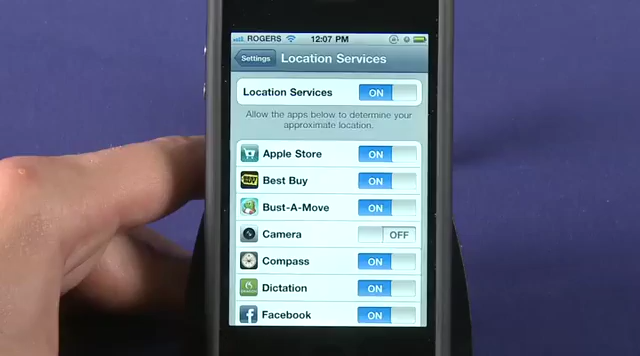 ROGERS 12:07 PM
Settings Location Services
Location Services ON
Allow the apps below to determine your
approximate location.
Apple Store ON
Best Buy ON
Bust-A-Move ON
Camera OFF
Compass ON
Dictation ON
Facebook ON